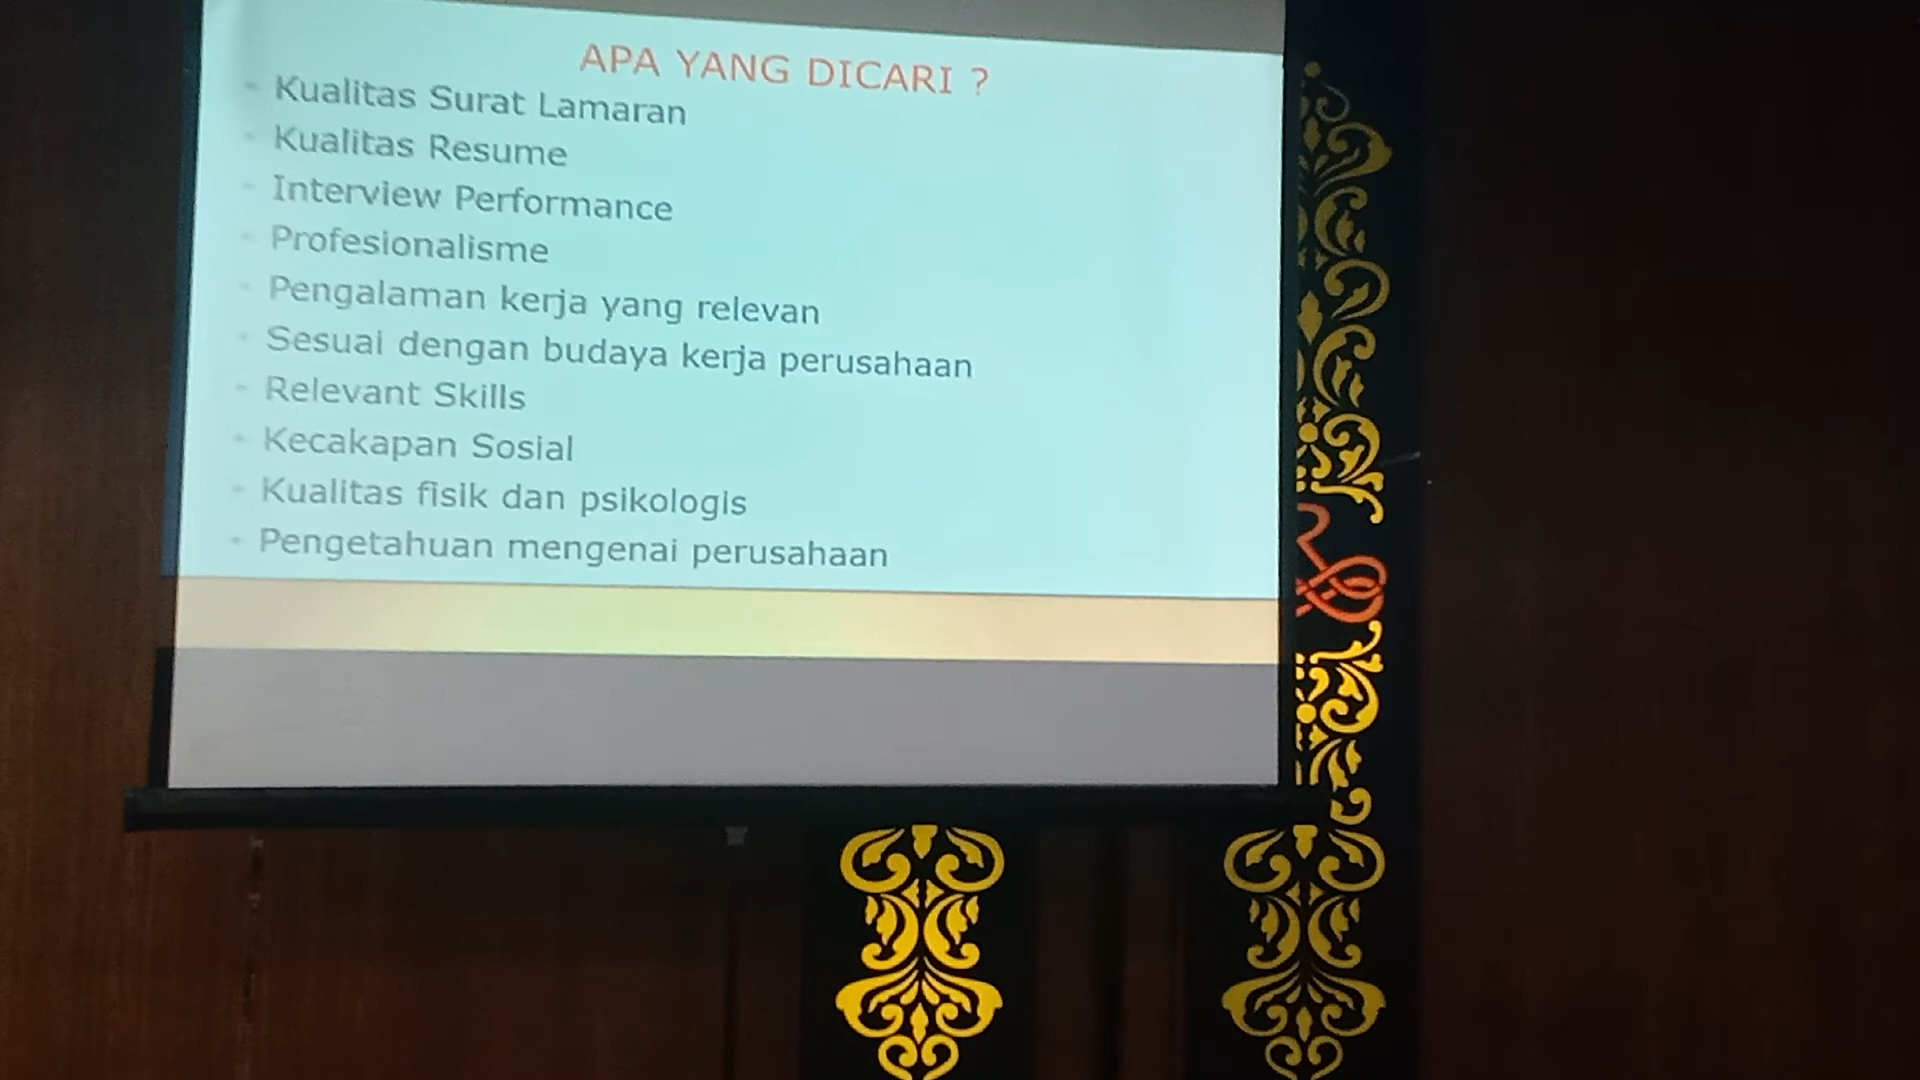 APA YANG DICARI ?
- Kualitas Surat Lamaran
- Kualitas Resume
- Interview Performance
- Profesionalisme
- Pengalaman kerja yang relevan
- Sesuai dengan budaya kerja perusahaan
- Relevant Skills
- Kecakapan Sosial
- Kualitas fisik dan psikologis
- Pengetahuan mengenai perusahaan